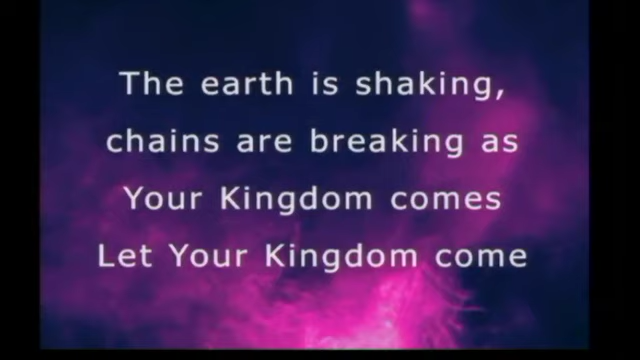 The earth is shaking,
chains are breaking as
Your Kingdom comes
Let Your Kingdom come